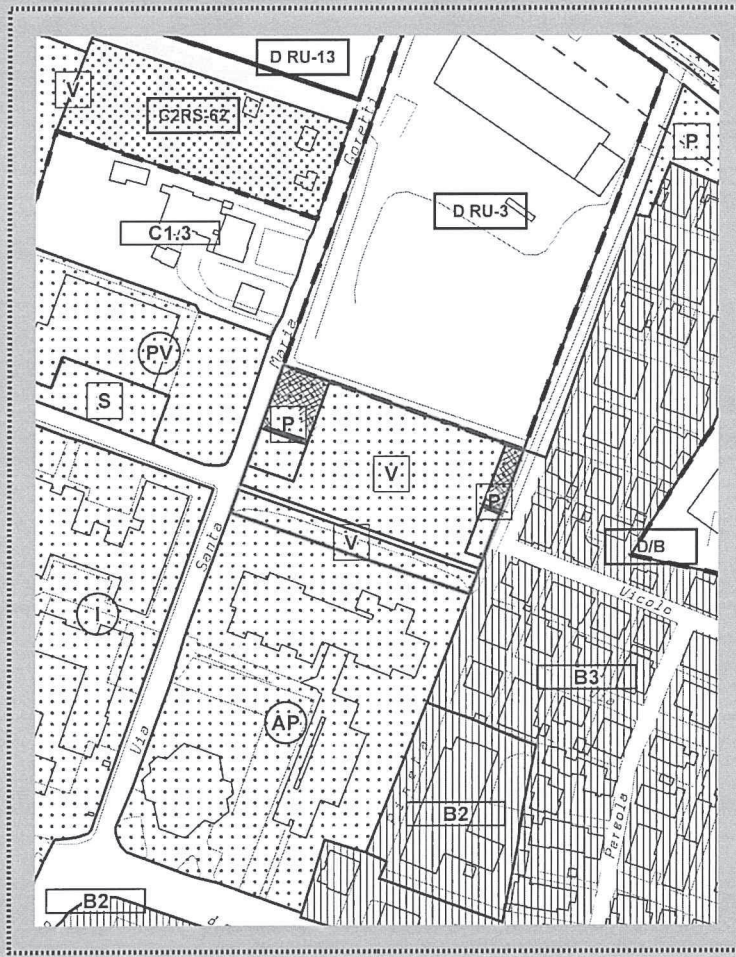 D RU-13
V
C2RS-62
P
D RU-3
C1/3
PV
S
P
V
P
V
D/B
I
AP
B3
B2
B2
Via
Santa
Maria
Goretti
Vicolo
Pergola